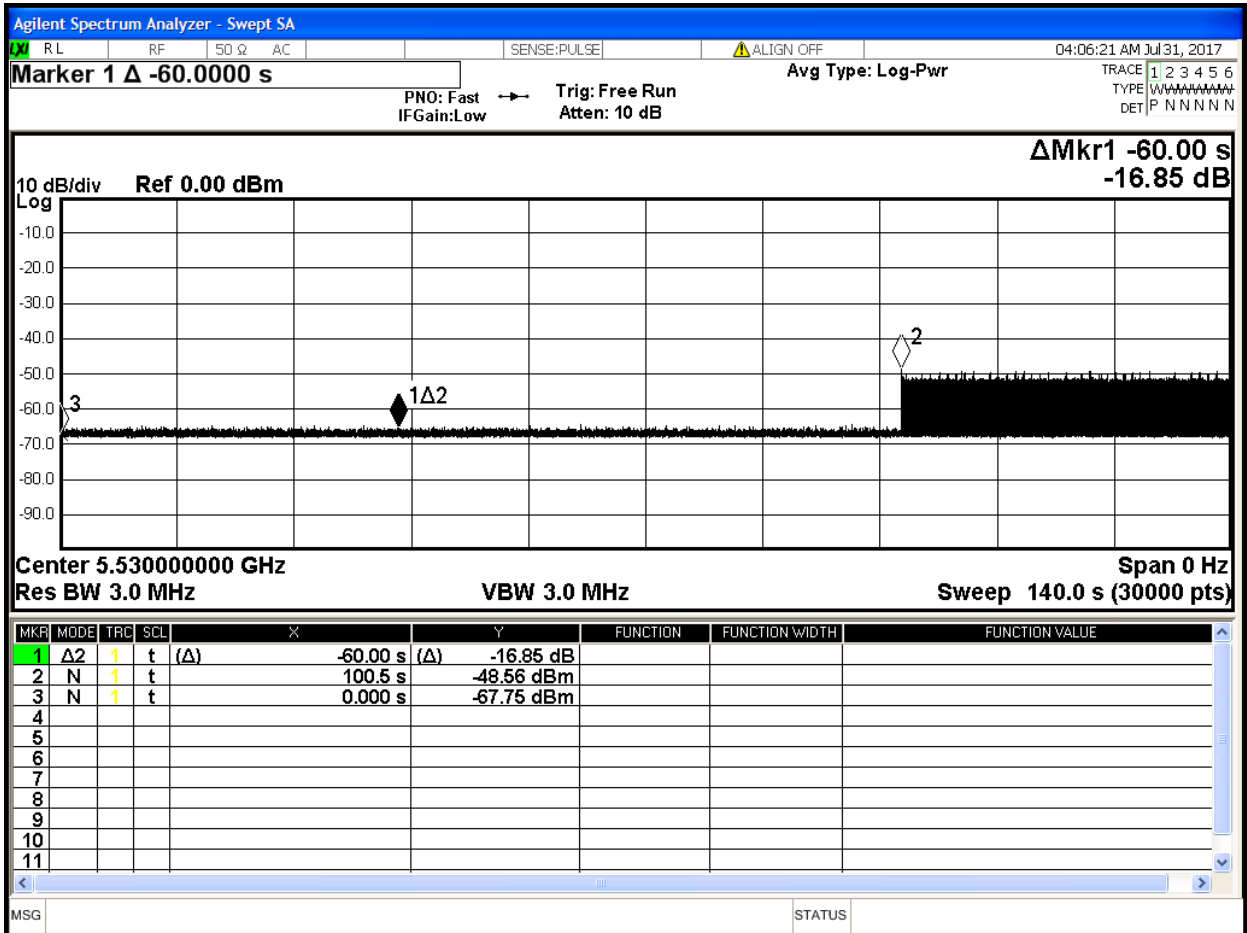 Agilent Spectrum Analyzer - Swept SA
LXI RL RF 50 Ω AC SENSE:PULSE ALIGN OFF 04:06:21 AM Jul 31, 2017
Marker 1 Δ -60.0000 s
PNO: Fast
IFGain:Low
Trig: Free Run
Atten: 10 dB
Avg Type: Log-Pwr
TRACE 1 2 3 4 5 6
TYPE
DET P N N N N N
ΔMkr1 -60.00 s
-16.85 dB
10 dB/div Ref 0.00 dBm
Log
-10.0
-20.0
-30.0
-40.0
-50.0
-60.0
-70.0
-80.0
-90.0
3
1Δ2
2
Center 5.530000000 GHz Span 0 Hz
Res BW 3.0 MHz VBW 3.0 MHz Sweep 140.0 s (30000 pts)
MKR MODE TRC SCL X Y FUNCTION FUNCTION WIDTH FUNCTION VALUE
1 Δ2 1 t (Δ) -60.00 s (Δ) -16.85 dB
2 N 1 t 100.5 s -48.56 dBm
3 N 1 t 0.000 s -67.75 dBm
4
5
6
7
8
9
10
11
MSG STATUS